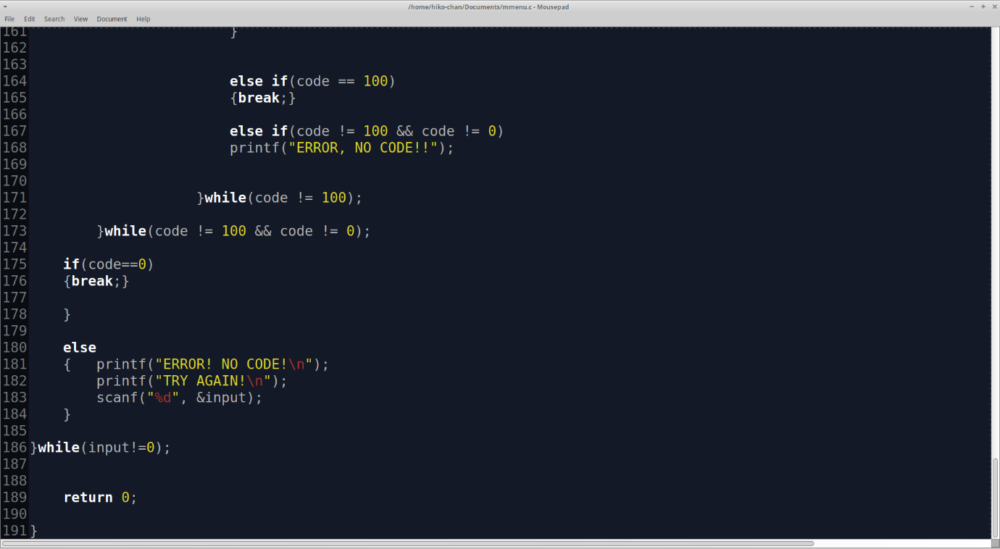 /home/hiko-chan/Documents/mmenu.c - Mousepad
File Edit Search View Document Help
161 }
162
163
164 else if(code == 100)
165 {break;}
166
167 else if(code != 100 && code != 0)
168 printf("ERROR, NO CODE!!");
169
170
171 }while(code != 100);
172
173 }while(code != 100 && code != 0);
174
175 if(code==0)
176 {break;}
177
178 }
179
180 else
181 { printf("ERROR! NO CODE!\n");
182 printf("TRY AGAIN!\n");
183 scanf("%d", &input);
184 }
185
186 }while(input!=0);
187
188
189 return 0;
190
191 }